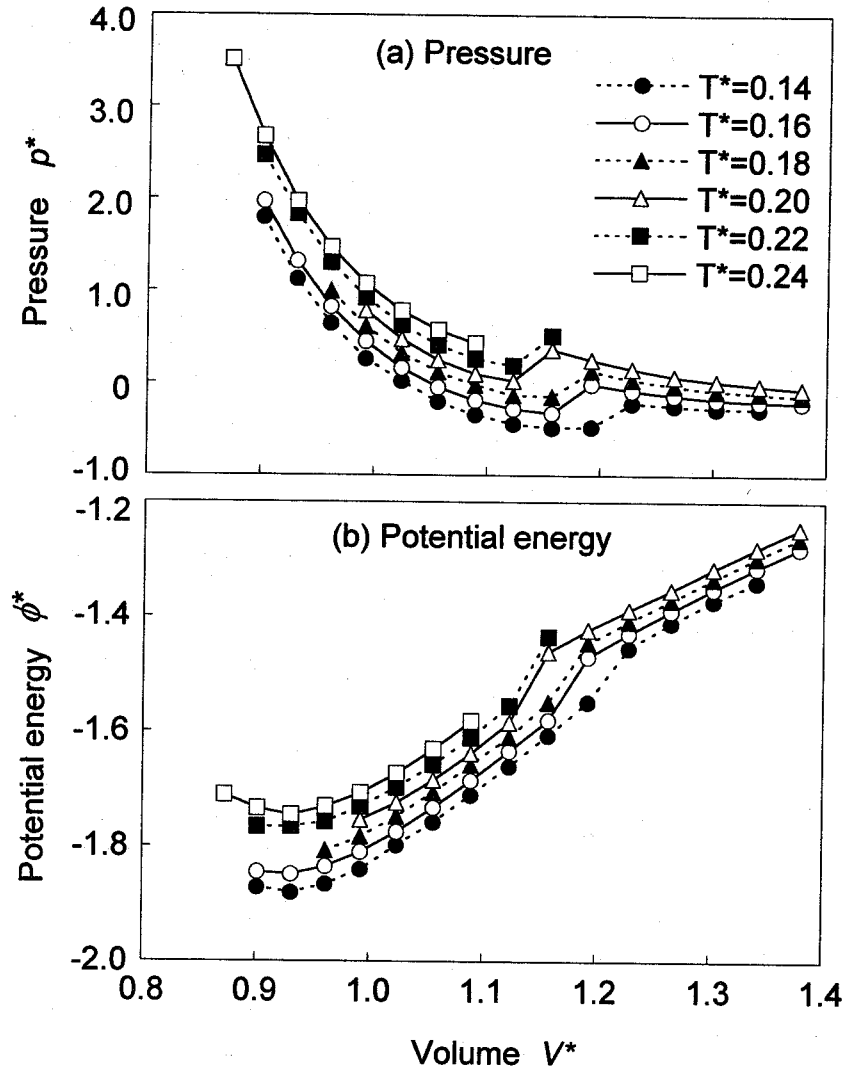 4.0
(a) Pressure
T*=0.14
3.0
T*=0.16
T*=0.18
2.0
T*=0.20
T*=0.22
1.0
T*=0.24
0
-1.0
Pressure p*
-1.2
(b) Potential energy
-1.4
-1.6
-1.8
-2.0
Potential energy ϕ*
0.8 0.9 1.0 1.1 1.2 1.3 1.4
Volume V*